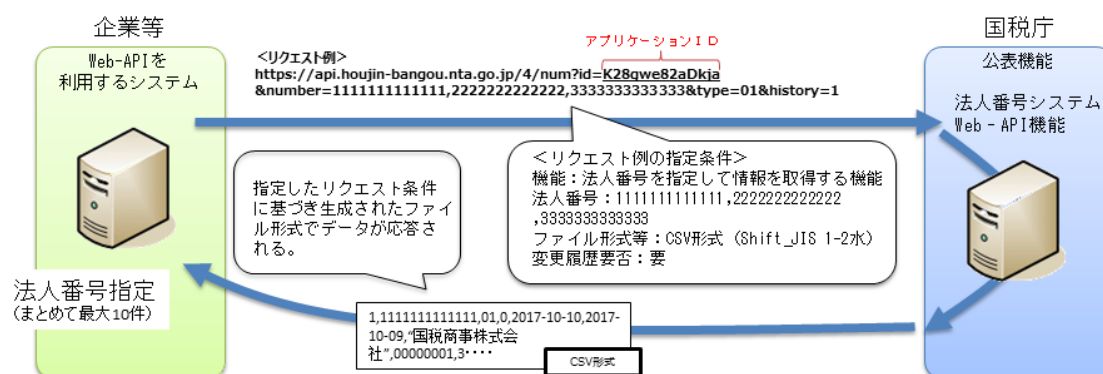 企業等
Web-APIを
利用するシステム
法人番号指定
(まとめて最大10件)
アプリケーションＩＤ
<リクエスト例>
https://api.houjin-bangou.nta.go.jp/4/num?id=K28gwe82aDkja
&number=1111111111111,2222222222222,3333333333333&type=01&history=1
＜リクエスト例の指定条件＞
機能：法人番号を指定して情報を取得する機能
法人番号：1111111111111,2222222222222
,3333333333333
ファイル形式等：CSV形式（Shift_JIS 1-2水）
変更履歴要否：要
指定したリクエスト条件
に基づき生成されたファイ
ル形式でデータが応答さ
れる。
1,1111111111111,01,0,2017-10-10,2017-
10-09,"国税商事株式会
社",00000001,3････
CSV形式
国税庁
公表機能
法人番号システム
Web‐API機能